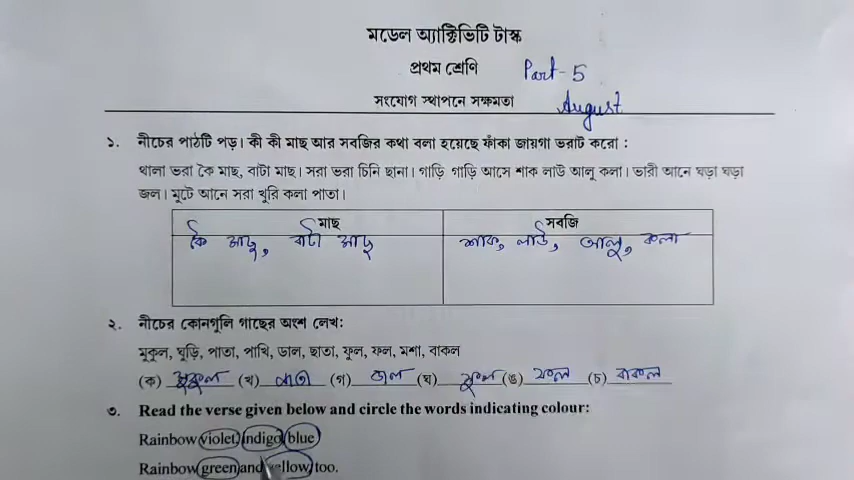 মডেল অ্যাক্টিভিটি টাস্ক
প্রথম শ্রেণি Part-5
সংযোগ স্থাপনে সক্ষমতা August
১. নীচের পাঠটি পড়। কী কী মাছ আর সবজির কথা বলা হয়েছে ফাঁকা জায়গা ভরাট করো :
থালা ভরা কৈ মাছ, বাটা মাছ। সরা ভরা চিনি ছানা। গাড়ি গাড়ি আসে শাক লাউ আলু কলা। ভারী আনে ঘড়া ঘড়া
জল। মুটে আনে সরা খুরি কলা পাতা।
মাছ সবজি
কৈ মাছ, বাটা মাছ শাক, লাউ, আলু, কলা
২. নীচের কোনগুলি গাছের অংশ লেখ:
মুকুল, ঘুড়ি, পাতা, পাখি, ডাল, ছাতা, ফুল, ফল, মশা, বাকল
(ক) মুকুল (খ) পাতা (গ) ডাল (ঘ) ফুল (ঙ) ফল (চ) বাকল
৩. Read the verse given below and circle the words indicating colour:
Rainbow violet indigo blue
Rainbow green and yellow too.